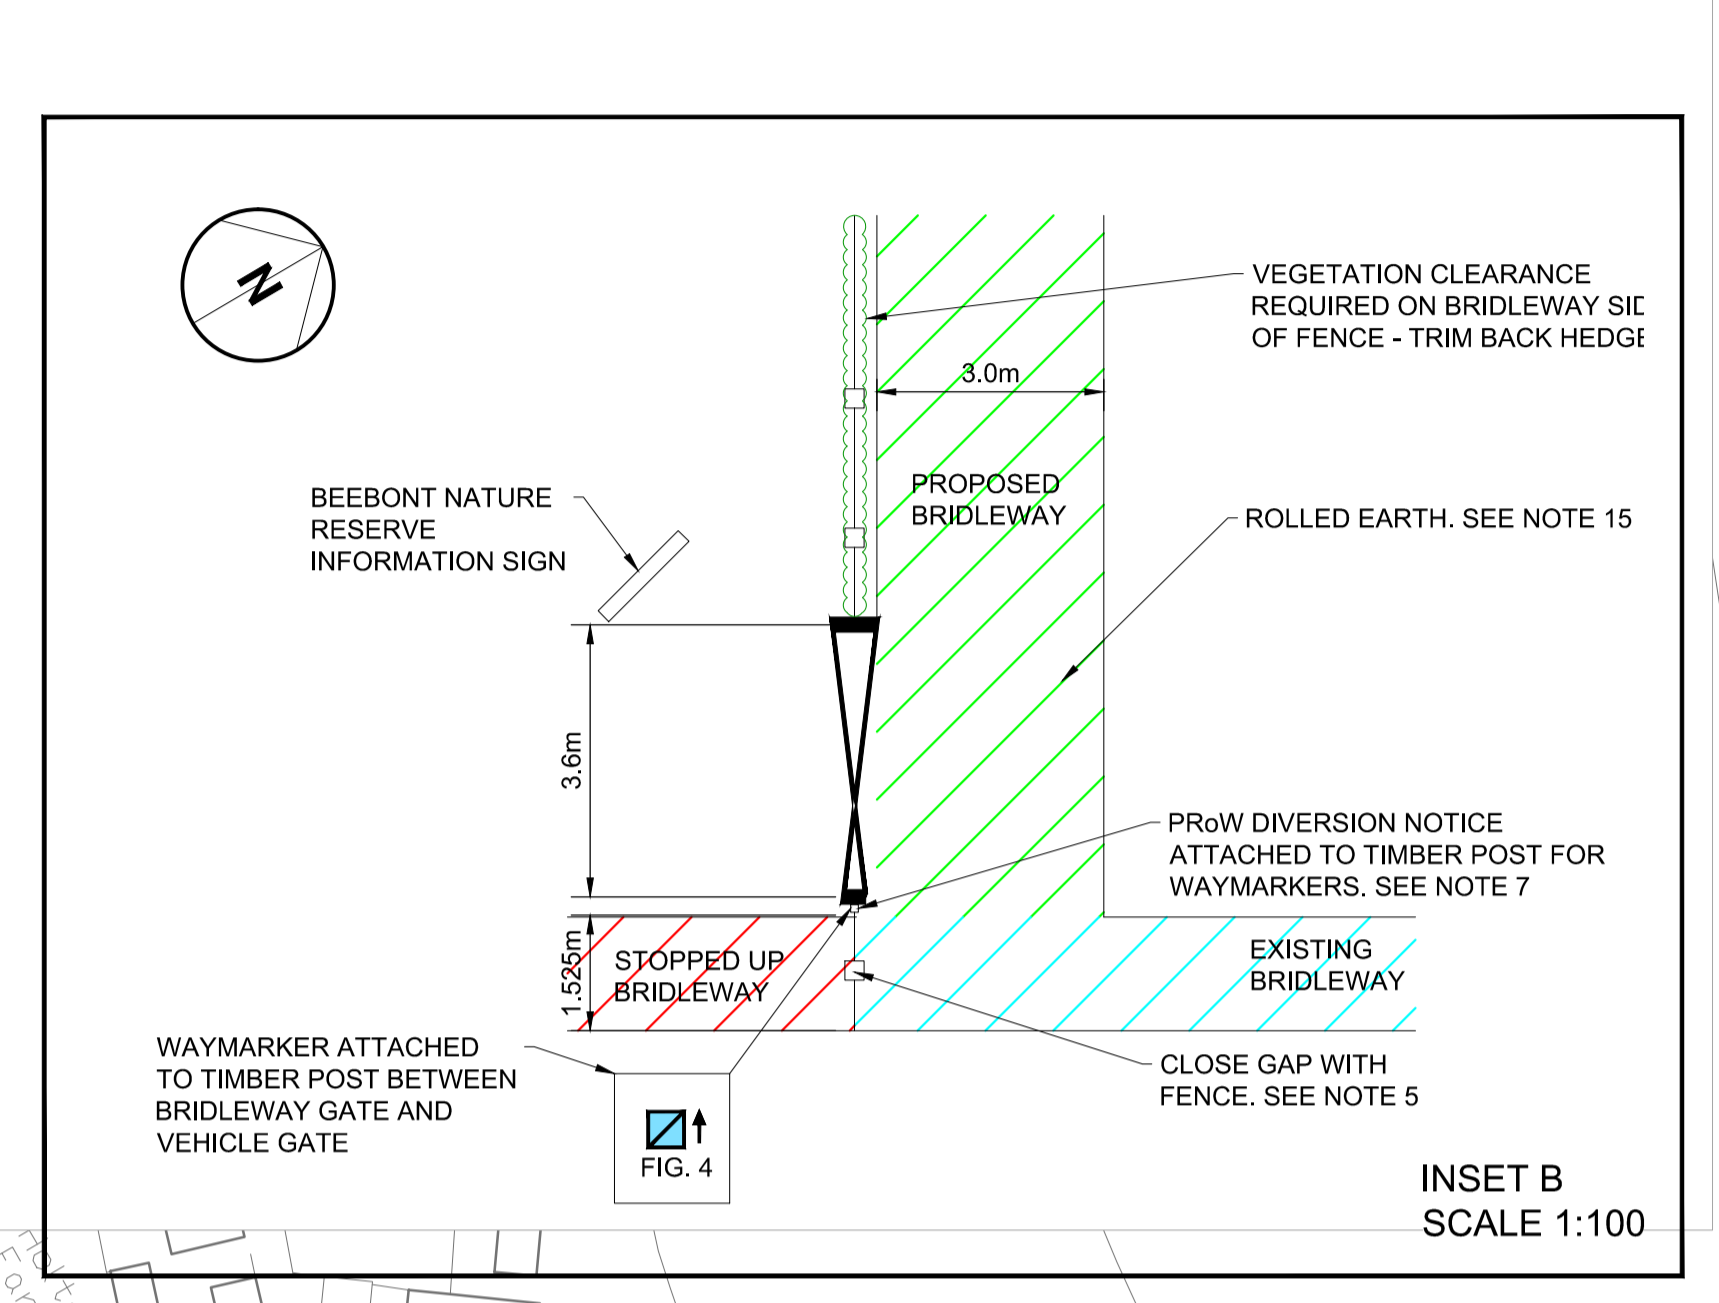 N
VEGETATION CLEARANCE
REQUIRED ON BRIDLEWAY SID
OF FENCE - TRIM BACK HEDGE
3.0m
PROPOSED
BRIDLEWAY
BEEBONT NATURE
RESERVE
INFORMATION SIGN
ROLLED EARTH. SEE NOTE 15
3.6m
PRoW DIVERSION NOTICE
ATTACHED TO TIMBER POST FOR
WAYMARKERS. SEE NOTE 7
1.525m
STOPPED UP
BRIDLEWAY
EXISTING
BRIDLEWAY
WAYMARKER ATTACHED
TO TIMBER POST BETWEEN
BRIDLEWAY GATE AND
VEHICLE GATE
CLOSE GAP WITH
FENCE. SEE NOTE 5
FIG. 4
INSET B
SCALE 1:100